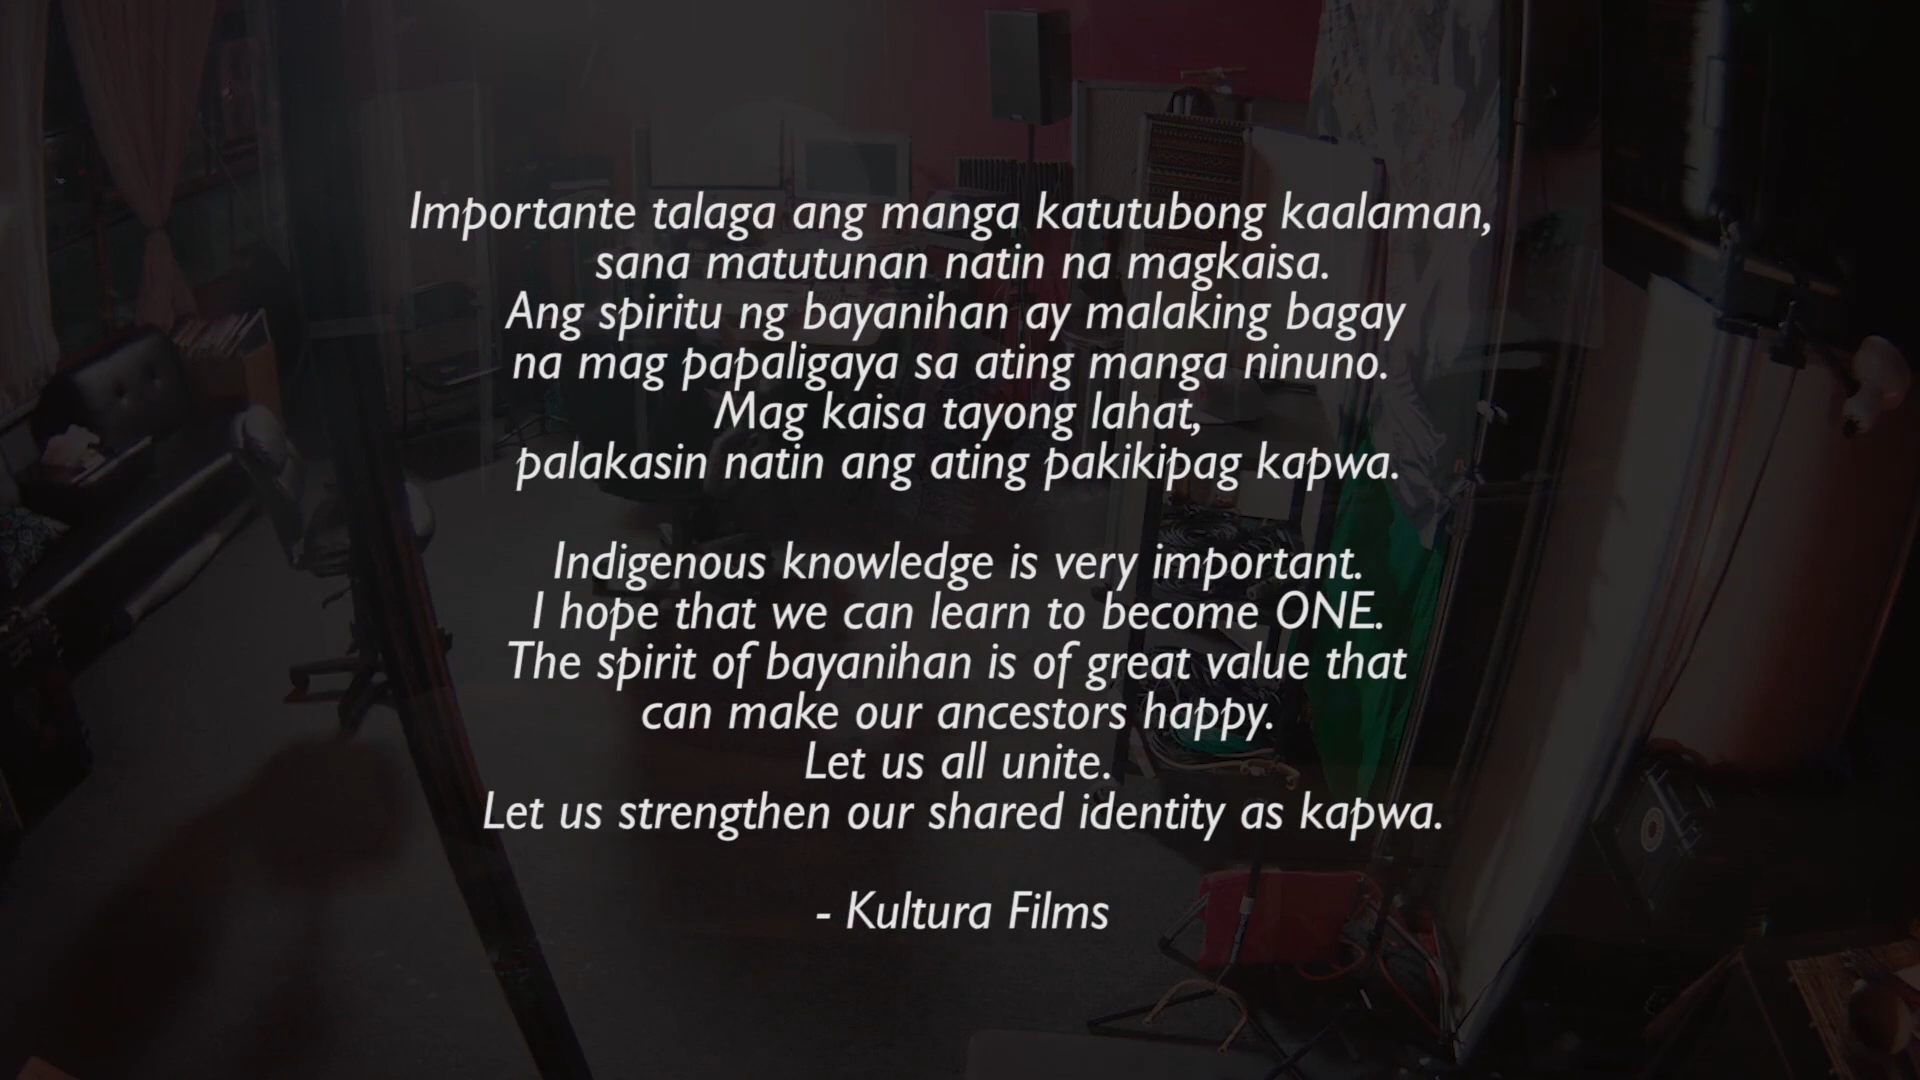 Importante talaga ang manga katutubong kaalaman,
sana matutunan natin na magkaisa.
Ang spiritu ng bayanihan ay malaking bagay
na mag papaligaya sa ating manga ninuno.
Mag kaisa tayong lahat,
palakasin natin ang ating pakikipag kapwa.
Indigenous knowledge is very important.
I hope that we can learn to become ONE.
The spirit of bayanihan is of great value that
can make our ancestors happy.
Let us all unite.
Let us strengthen our shared identity as kapwa.
- Kultura Films